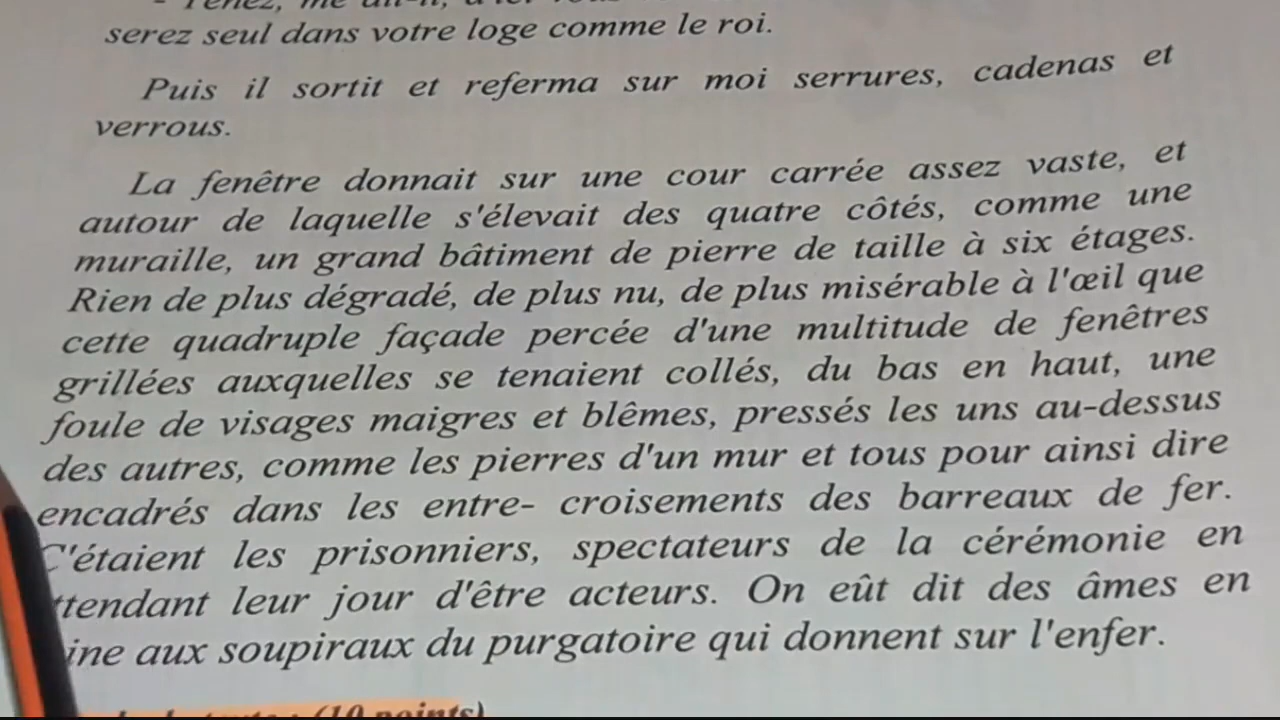 serez seul dans votre loge comme le roi.
Puis il sortit et referma sur moi serrures, cadenas et
verrous.
La fenêtre donnait sur une cour carrée assez vaste, et
autour de laquelle s'élevait des quatre côtés, comme une
muraille, un grand bâtiment de pierre de taille à six étages.
Rien de plus dégradé, de plus nu, de plus misérable à l'œil que
cette quadruple façade percée d'une multitude de fenêtres
grillées auxquelles se tenaient collés, du bas en haut, une
foule de visages maigres et blêmes, pressés les uns au-dessus
des autres, comme les pierres d'un mur et tous pour ainsi dire
encadrés dans les entre- croisements des barreaux de fer.
C'étaient les prisonniers, spectateurs de la cérémonie en
ttendant leur jour d'être acteurs. On eût dit des âmes en
ine aux soupiraux du purgatoire qui donnent sur l'enfer.
(10 points)